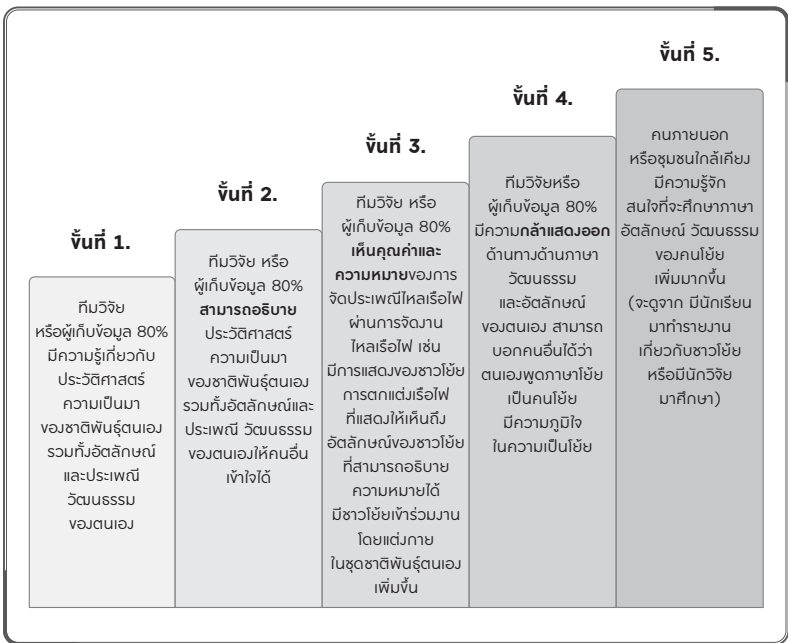 ขั้นที่ 1.
ทีมวิจัย
หรือผู้เก็บข้อมูล 80%
มีความรู้เกี่ยวกับ
ประวัติศาสตร์
ความเป็นมา
ของชาติพันธุ์ตนเอง
รวมทั้งอัตลักษณ์
และประเพณี
วัฒนธรรม
ของตนเอง
ขั้นที่ 2.
ทีมวิจัย หรือ
ผู้เก็บข้อมูล 80%
สามารถอธิบาย
ประวัติศาสตร์
ความเป็นมา
ของชาติพันธุ์ตนเอง
รวมทั้งอัตลักษณ์และ
ประเพณี วัฒนธรรม
ของตนเองให้คนอื่น
เข้าใจได้
ขั้นที่ 3.
ทีมวิจัย หรือ
ผู้เก็บข้อมูล 80%
เห็นคุณค่าและ
ความหมายของการ
จัดประเพณีไหลเรือไฟ
ผ่านการจัดงาน
ไหลเรือไฟ เช่น
มีการแสดงของชาวโย้ย
การตกแต่งเรือไฟ
ที่แสดงให้เห็นถึง
อัตลักษณ์ของชาวโย้ย
ที่สามารถอธิบาย
ความหมายได้
มีชาวโย้ยเข้าร่วมงาน
โดยแต่งกาย
ในชุดชาติพันธุ์ตนเอง
เพิ่มขึ้น
ขั้นที่ 4.
ทีมวิจัยหรือ
ผู้เก็บข้อมูล 80%
มีความกล้าแสดงออก
ด้านทางด้านภาษา
วัฒนธรรม
และอัตลักษณ์
ของตนเอง สามารถ
บอกคนอื่นได้ว่า
ตนเองพูดภาษาโย้ย
เป็นคนโย้ย
มีความภูมิใจ
ในความเป็นโย้ย
ขั้นที่ 5.
คนภายนอก
หรือชุมชนใกล้เคียง
มีความรู้จัก
สนใจที่จะศึกษาภาษา
อัตลักษณ์ วัฒนธรรม
ของคนโย้ย
เพิ่มมากขึ้น
(จะดูจาก มีนักเรียน
มาทำรายงาน
เกี่ยวกับชาวโย้ย
หรือมีนักวิจัย
มาศึกษา)